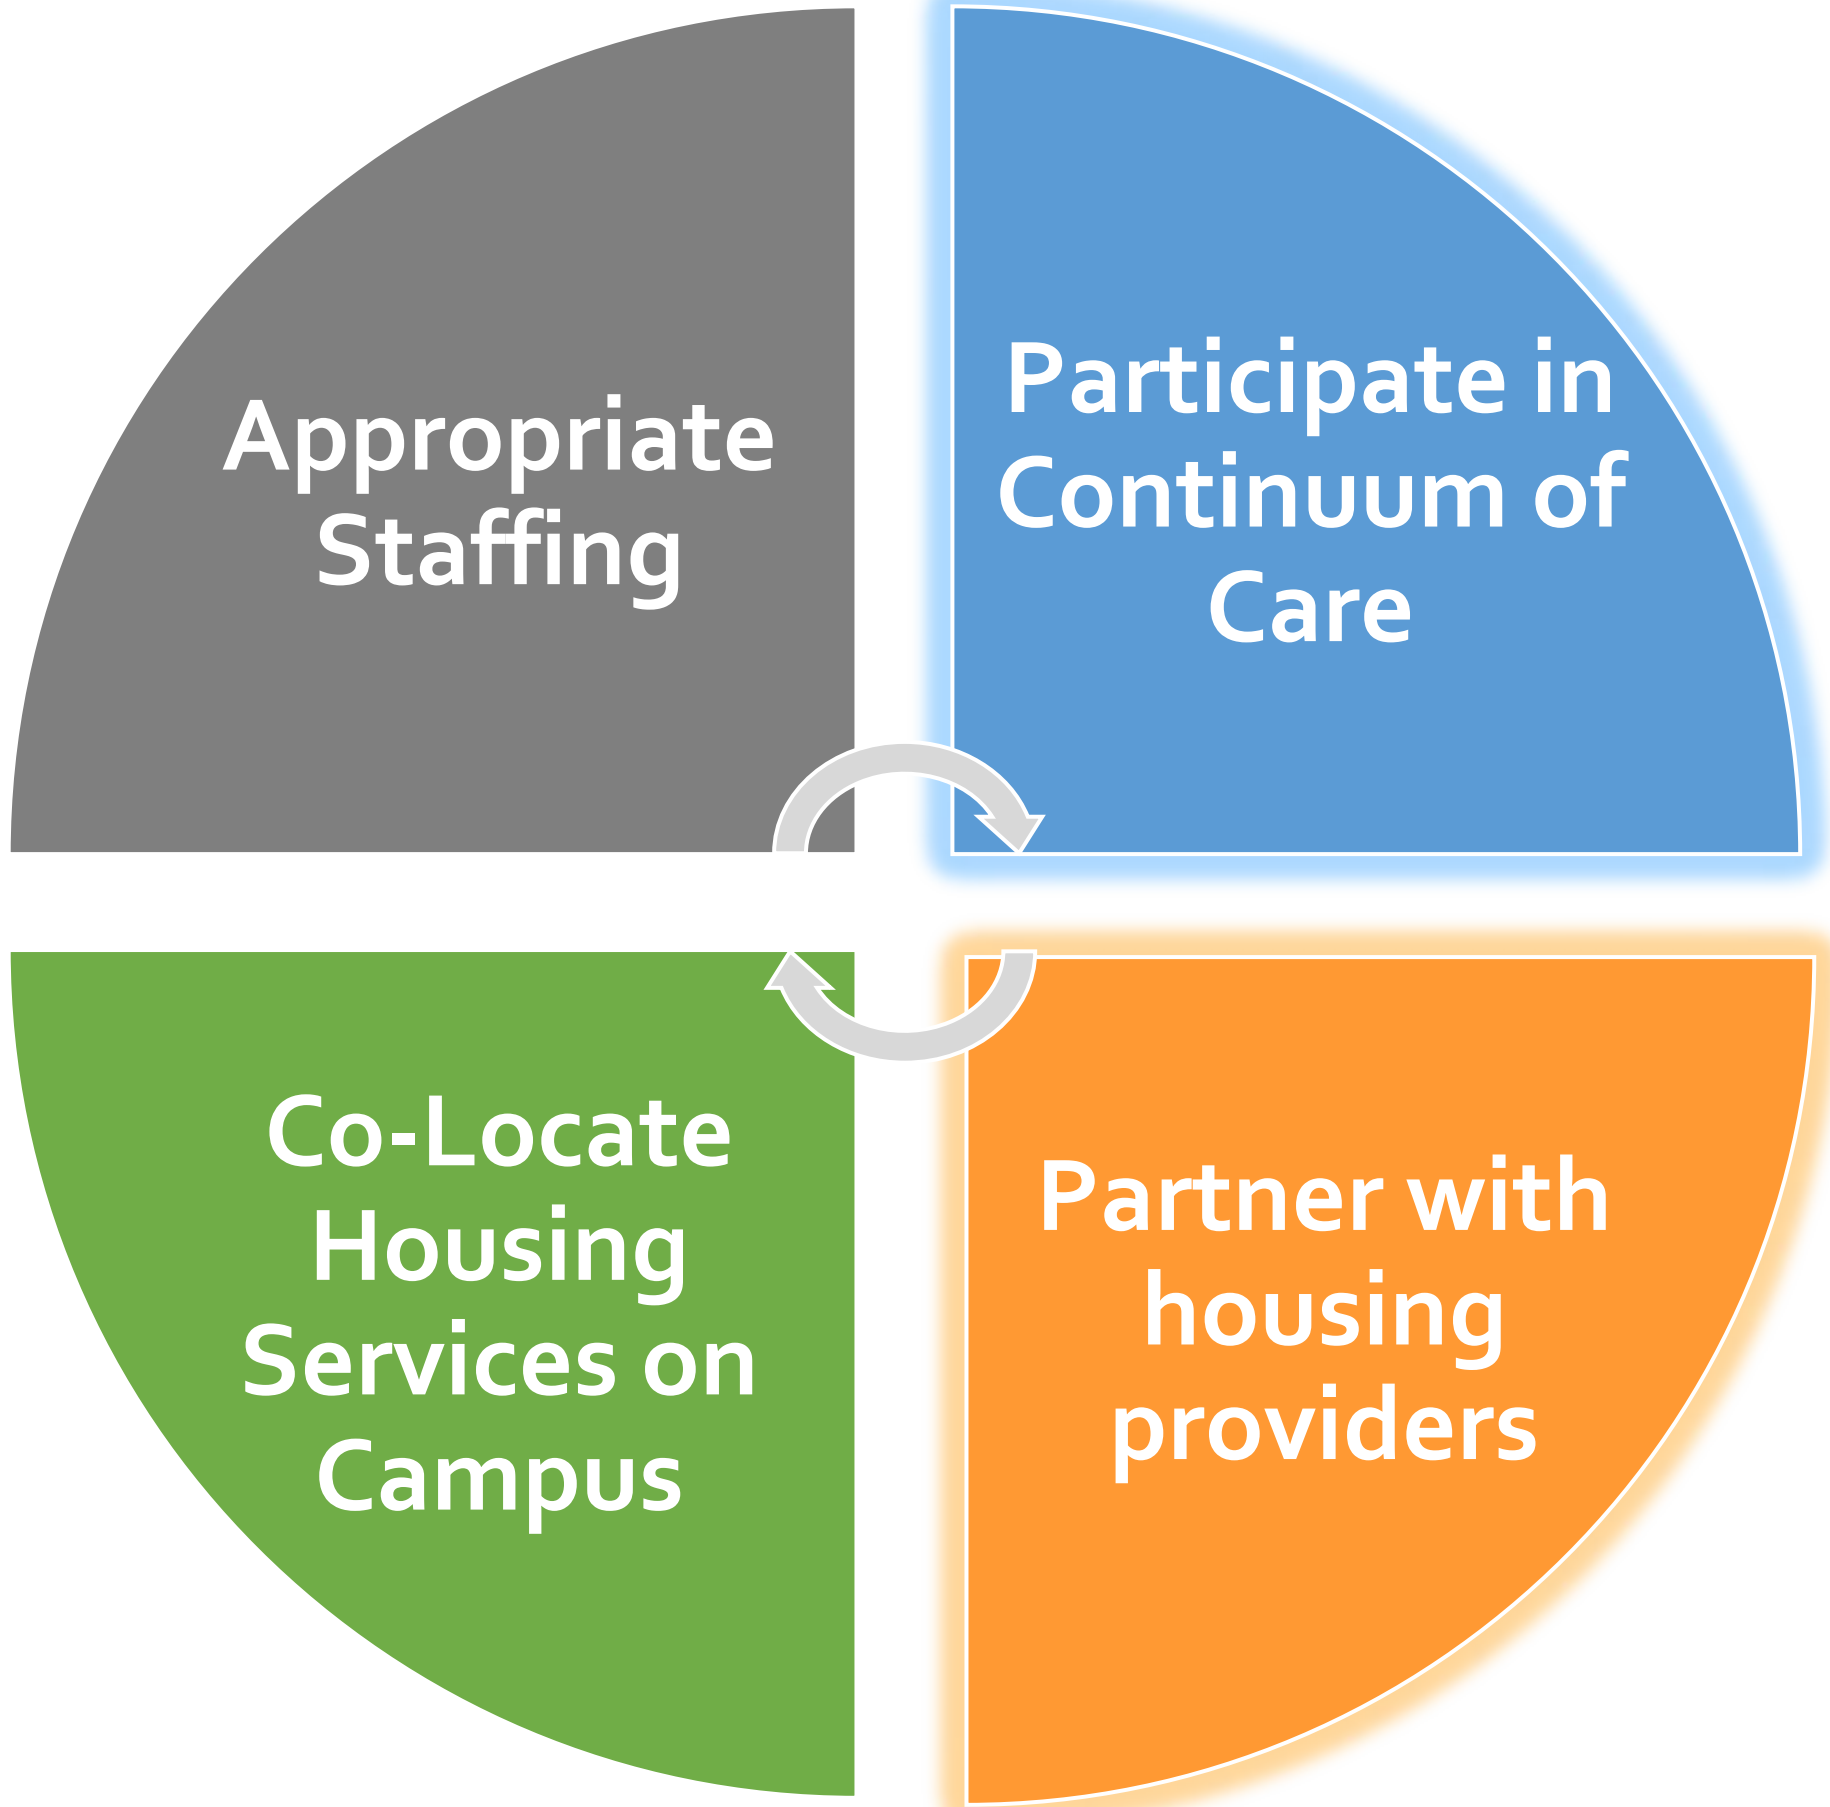 Appropriate
Staffing
Participate in
Continuum of
Care
Co-Locate
Housing
Services on
Campus
Partner with
housing
providers